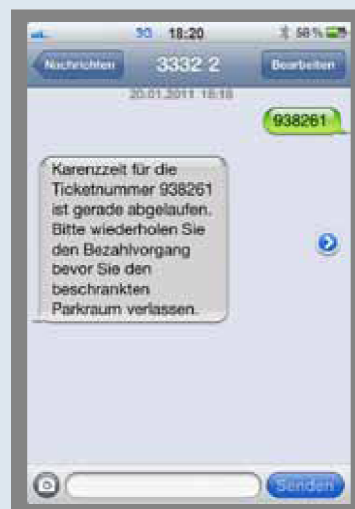 3G 18:20 58 %
Nachrichten 3332 2 Bearbeiten
20.01.2011 18:18
938261
Karenzzeit für die
Ticketnummer 938261
ist gerade abgelaufen.
Bitte wiederholen Sie
den Bezahlvorgang
bevor Sie den
beschrankten
Parkraum verlassen.
Senden